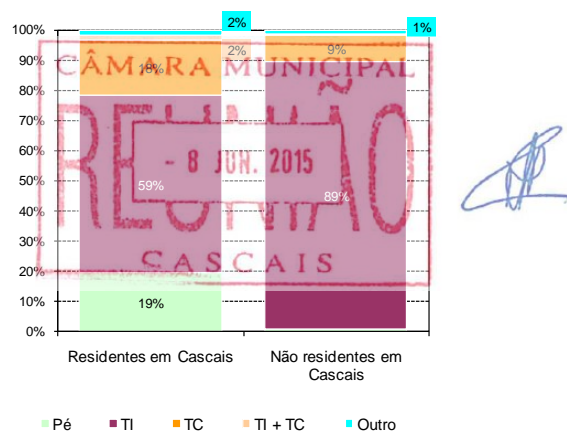 2%
1%
100%
90%
80%
70%
60%
50%
40%
30%
20%
10%
0%
18%
2%
9%
59%
89%
19%
CÂMARA MUNICIPAL
REUNIÃO
- 8 JUN. 2015
CASCAIS
Residentes em Cascais
Não residentes em
Cascais
Pé TI TC TI + TC Outro